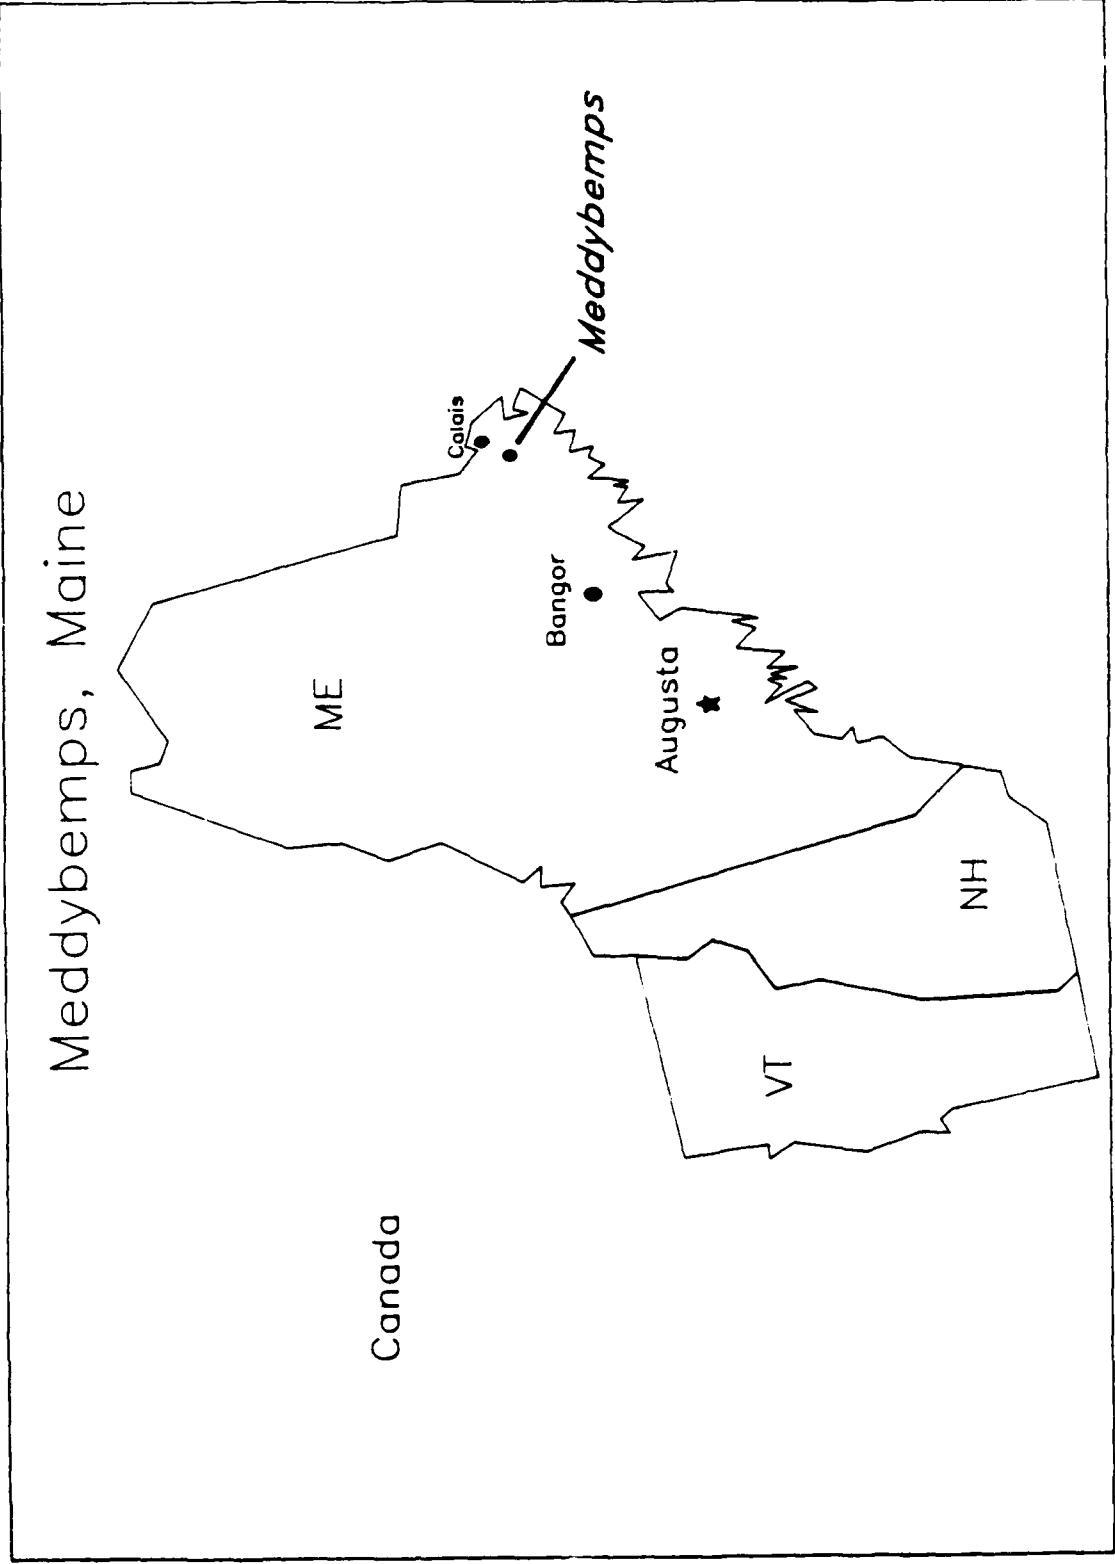 Meddybemps, Maine
ME
Calais
Meddybemps
Bangor
Augusta
Canada
VT
NH